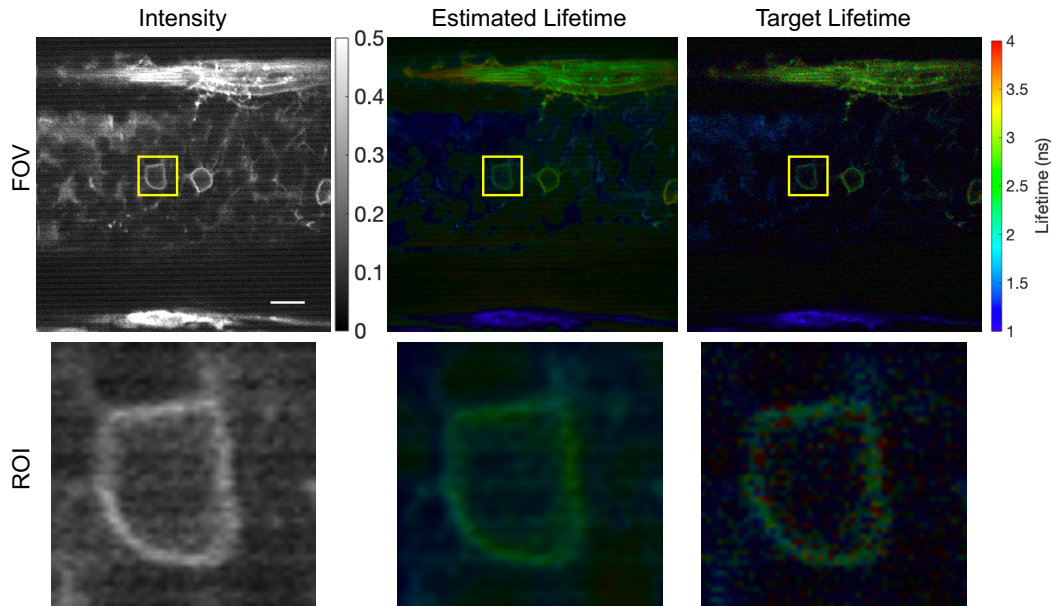 Intensity
Estimated Lifetime
Target Lifetime
FOV
0.5
0.4
0.3
0.2
0.1
0
4
3.5
3
2.5
2
1.5
1
Lifetime (ns)
ROI